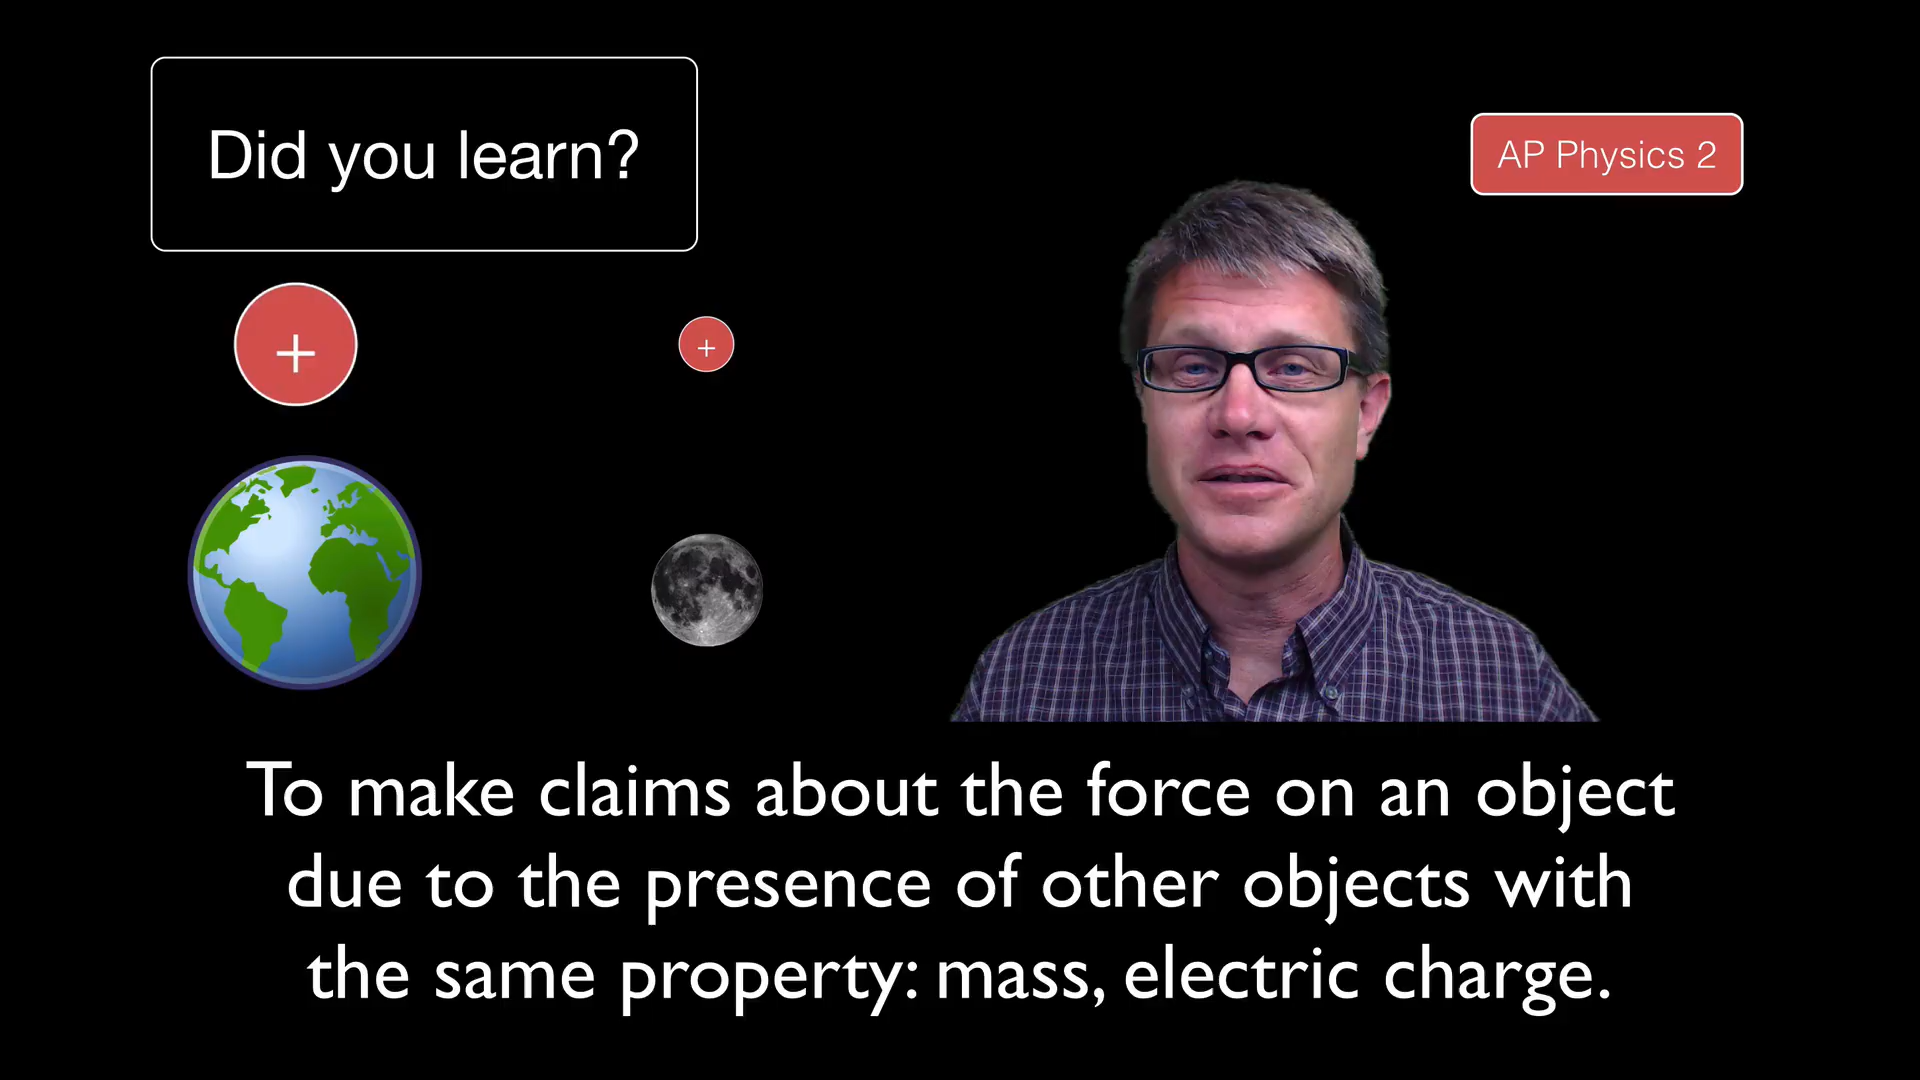 Did you learn?
AP Physics 2
+
+
To make claims about the force on an object
due to the presence of other objects with
the same property: mass, electric charge.